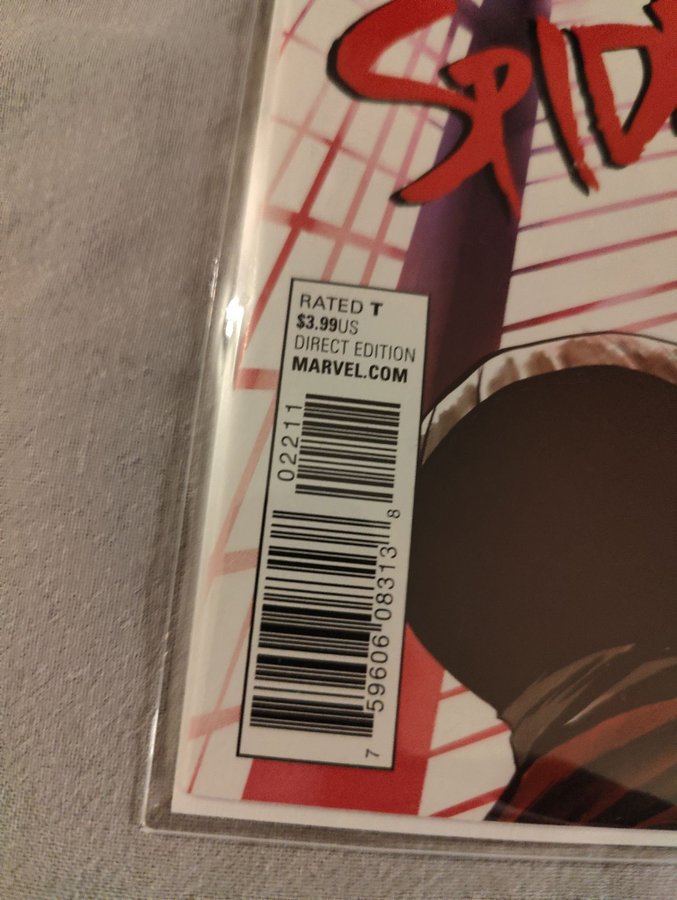 SPID
RATED T
$3.99US
DIRECT EDITION
MARVEL.COM
02211
7 59606 08313 8